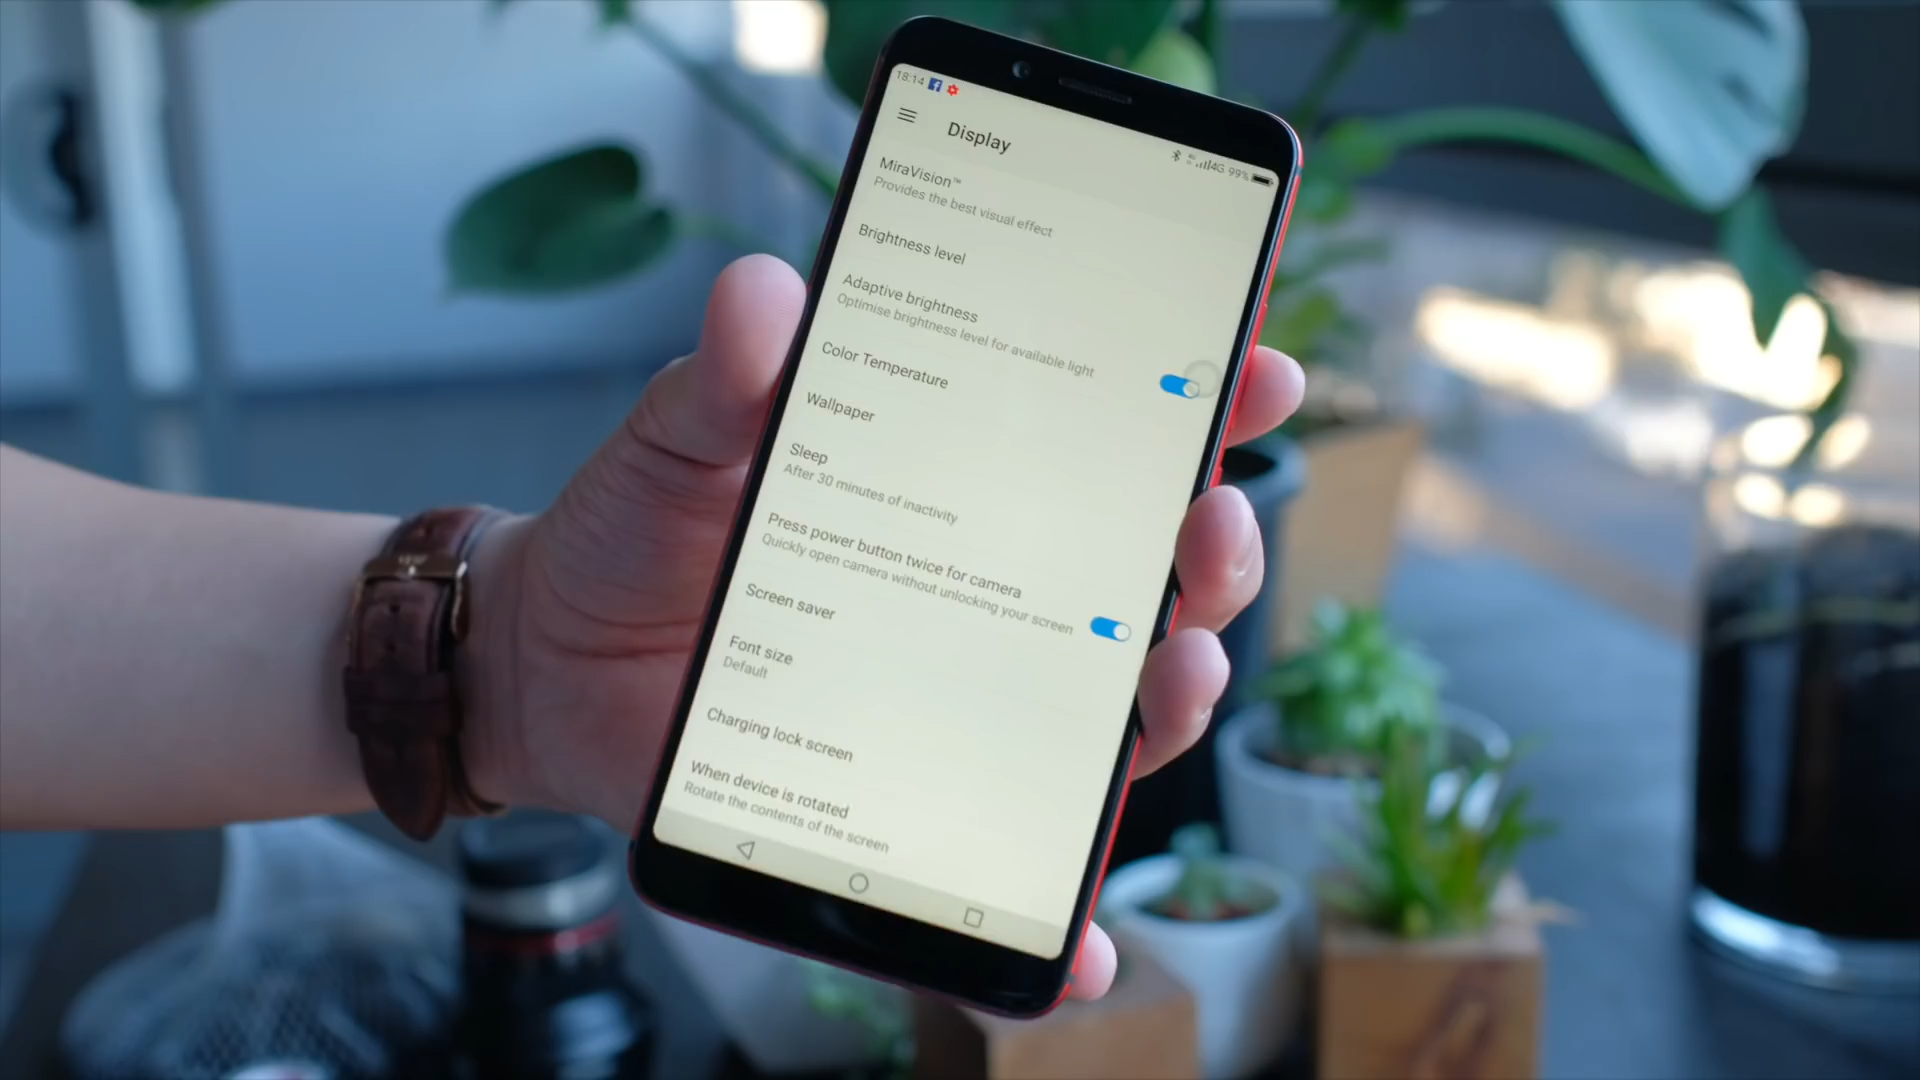 18:14
4G 99%
Display
MiraVision™
Provides the best visual effect
Brightness level
Adaptive brightness
Optimise brightness level for available light
Color Temperature
Wallpaper
Sleep
After 30 minutes of inactivity
Press power button twice for camera
Quickly open camera without unlocking your screen
Screen saver
Font size
Default
Charging lock screen
When device is rotated
Rotate the contents of the screen